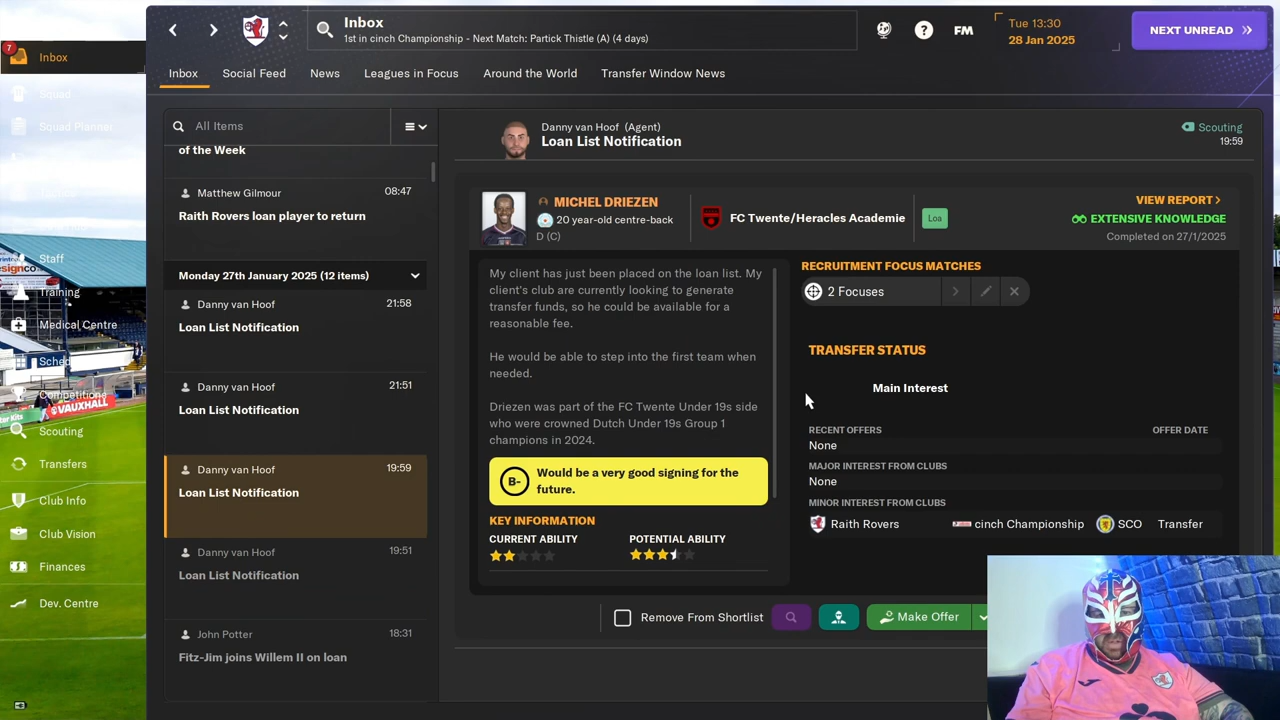 Inbox
1st in cinch Championship - Next Match: Partick Thistle (A) (4 days)
?
FM
Tue 13:30
28 Jan 2025
NEXT UNREAD
7
Inbox
Squad
Squad Planner
Staff
Training
Medical Centre
Sched
Competitions
Scouting
Transfers
Club Info
Club Vision
Finances
Dev. Centre
VAUXHALL
Inbox
Social Feed
News
Leagues in Focus
Around the World
Transfer Window News
All Items
of the Week
Matthew Gilmour
08:47
Raith Rovers loan player to return
Monday 27th January 2025 (12 items)
Danny van Hoof
21:58
Loan List Notification
Danny van Hoof
21:51
Loan List Notification
Danny van Hoof
19:59
Loan List Notification
Danny van Hoof
19:51
Loan List Notification
John Potter
18:31
Fitz-Jim joins Willem II on loan
Danny van Hoof (Agent)
Loan List Notification
Scouting
19:59
MICHEL DRIEZEN
20 year-old centre-back
D (C)
FC Twente/Heracles Academie
Loa
VIEW REPORT
EXTENSIVE KNOWLEDGE
Completed on 27/1/2025
My client has just been placed on the loan list. My
client's club are currently looking to generate
transfer funds, so he could be available for a
reasonable fee.
He would be able to step into the first team when
needed.
Driezen was part of the FC Twente Under 19s side
who were crowned Dutch Under 19s Group 1
champions in 2024.
B-
Would be a very good signing for the
future.
KEY INFORMATION
CURRENT ABILITY
POTENTIAL ABILITY
RECRUITMENT FOCUS MATCHES
2 Focuses
TRANSFER STATUS
Main Interest
RECENT OFFERS
OFFER DATE
None
MAJOR INTEREST FROM CLUBS
None
MINOR INTEREST FROM CLUBS
Raith Rovers
cinch Championship
SCO
Transfer
Remove From Shortlist
Make Offer